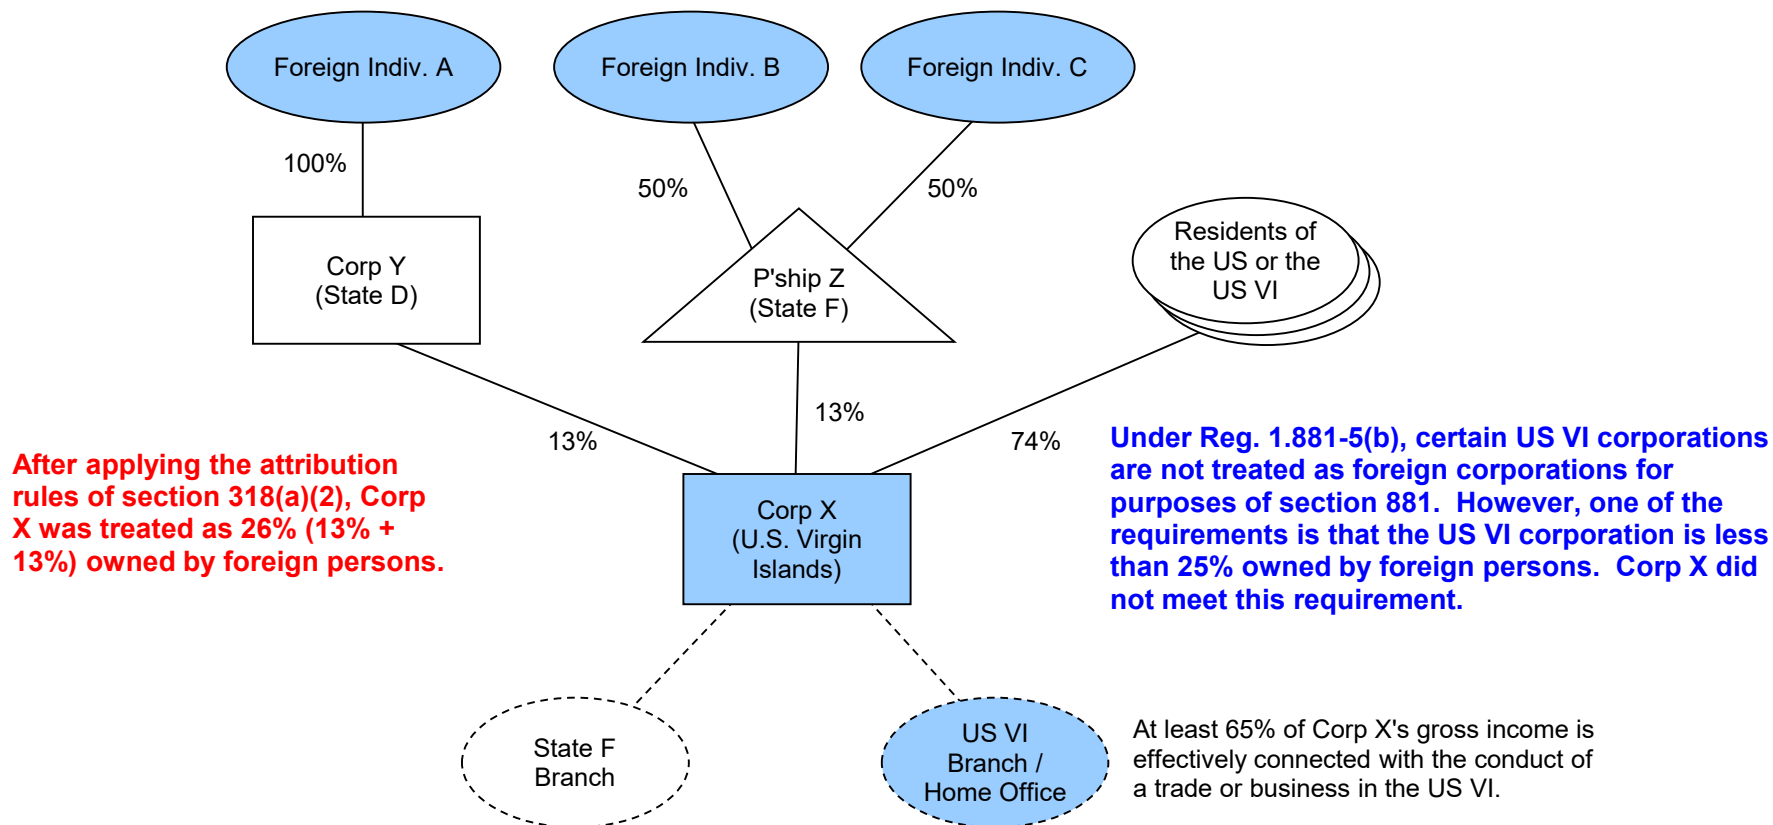 Foreign Indiv. A
Foreign Indiv. B
Foreign Indiv. C
100%
50%
50%
Corp Y
(State D)
P'ship Z
(State F)
Residents of
the US or the
US VI
13%
13%
74%
After applying the attribution
rules of section 318(a)(2), Corp
X was treated as 26% (13% +
13%) owned by foreign persons.
Corp X
(U.S. Virgin
Islands)
Under Reg. 1.881-5(b), certain US VI corporations
are not treated as foreign corporations for
purposes of section 881.  However, one of the
requirements is that the US VI corporation is less
than 25% owned by foreign persons.  Corp X did
not meet this requirement.
State F
Branch
US VI
Branch /
Home Office
At least 65% of Corp X's gross income is
effectively connected with the conduct of
a trade or business in the US VI.